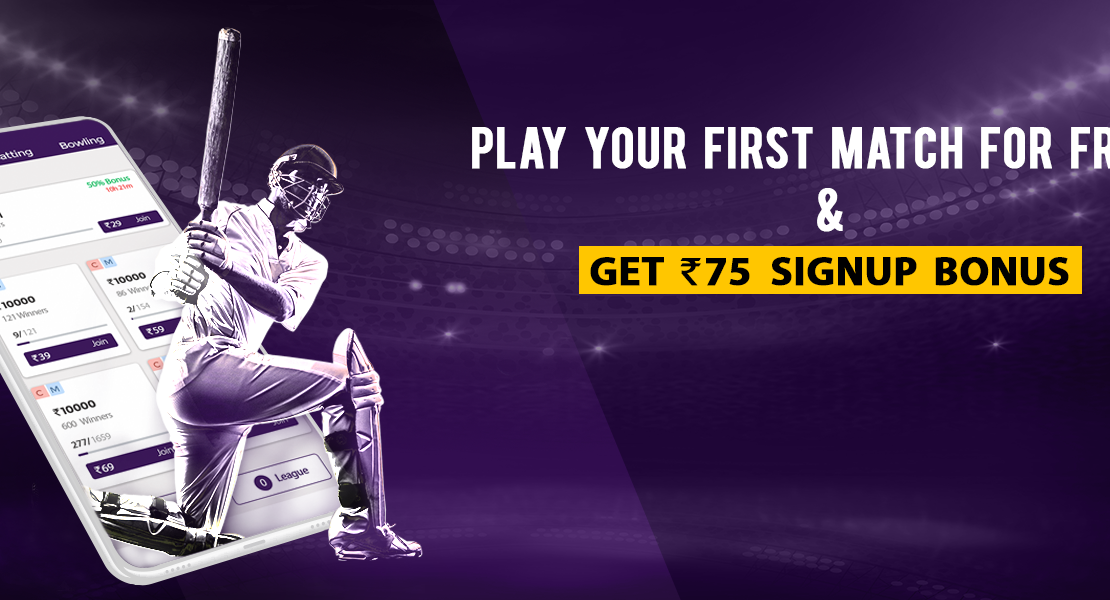 PLAY YOUR FIRST MATCH FOR FR
&
GET ₹75 SIGNUP BONUS
atting Bowling
50% Bonus
10h 21m
₹29 Join
C M
₹10000
86 Winners
2/154
₹59
10000
121 Winners
9/121
₹39 Join
C M
₹10000
600 Winners
277/1659
₹69 Join
C
Join
0 League